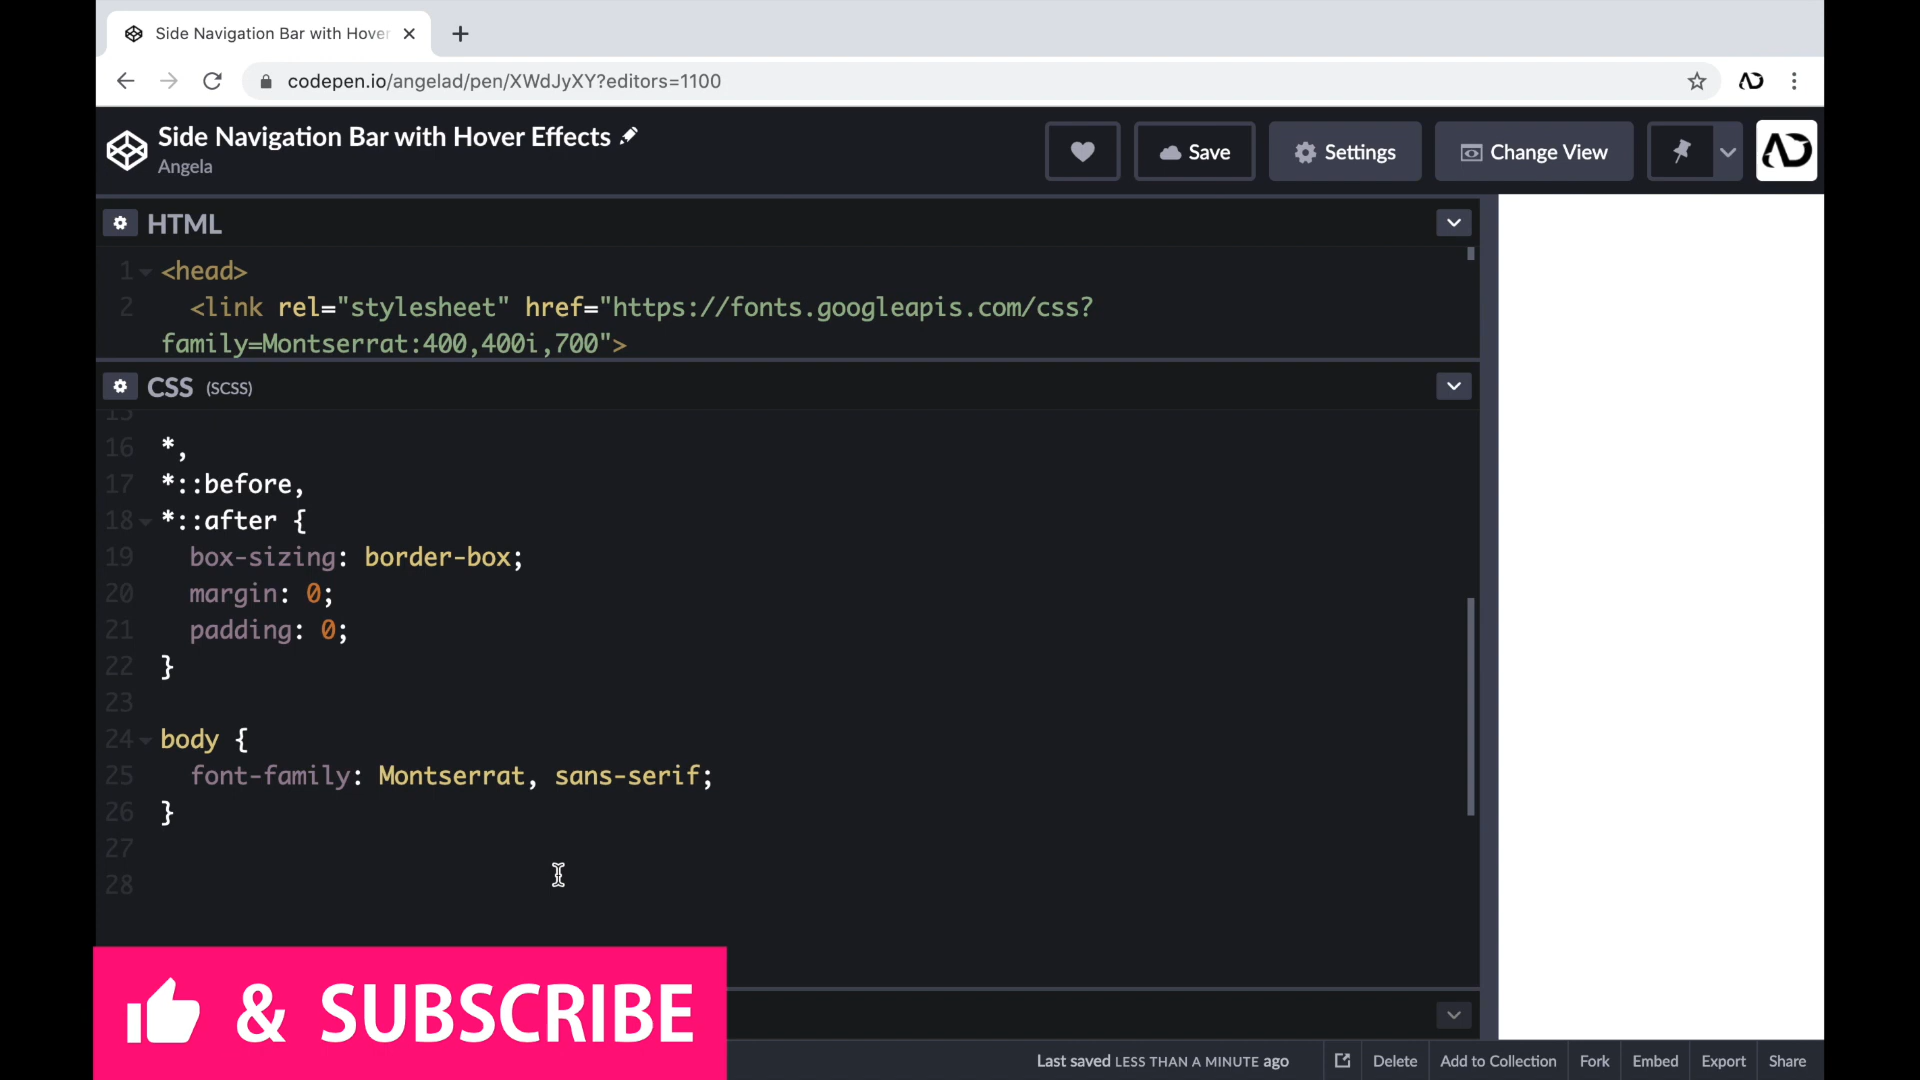 Side Navigation Bar with Hover
codepen.io/angelad/pen/XWdJyXY?editors=1100
Side Navigation Bar with Hover Effects
Angela
Save
Settings
Change View
HTML
1 <head>
2 <link rel="stylesheet" href="https://fonts.googleapis.com/css?
family=Montserrat:400,400i,700">
CSS (SCSS)
15
16 *,
17 *::before,
18 *::after {
19 box-sizing: border-box;
20 margin: 0;
21 padding: 0;
22 }
23
24 body {
25 font-family: Montserrat, sans-serif;
26 }
27
28
& SUBSCRIBE
Last saved LESS THAN A MINUTE ago
Delete
Add to Collection
Fork
Embed
Export
Share